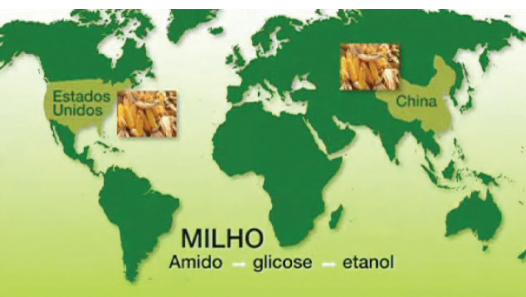 Estados
Unidos
China
MILHO
Amido → glicose → etanol